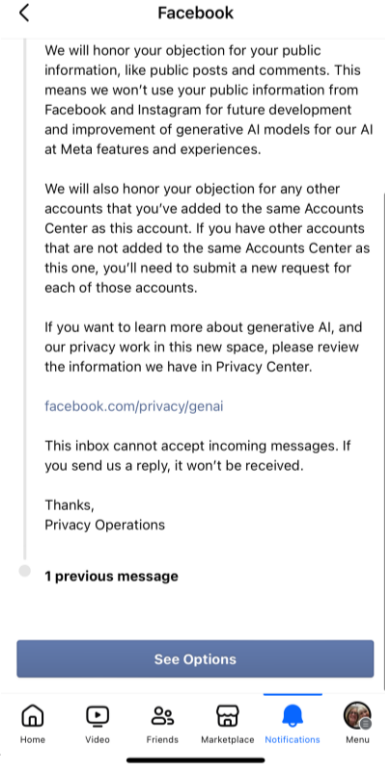 Facebook
We will honor your objection for your public
information, like public posts and comments. This
means we won't use your public information from
Facebook and Instagram for future development
and improvement of generative AI models for our AI
at Meta features and experiences.
We will also honor your objection for any other
accounts that you've added to the same Accounts
Center as this account. If you have other accounts
that are not added to the same Accounts Center as
this one, you'll need to submit a new request for
each of those accounts.
If you want to learn more about generative AI, and
our privacy work in this new space, please review
the information we have in Privacy Center.
facebook.com/privacy/genai
This inbox cannot accept incoming messages. If
you send us a reply, it won't be received.
Thanks,
Privacy Operations
1 previous message
See Options
Home Video Friends Marketplace Notifications Menu